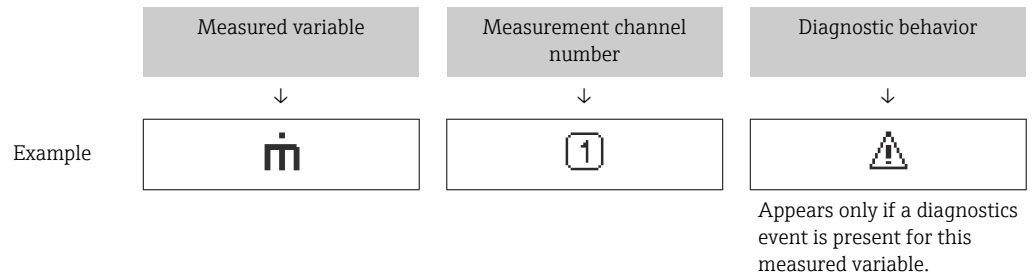 Measured variable
Measurement channel
number
Diagnostic behavior
↓ ↓ ↓
Example
ṁ
1
Appears only if a diagnostics
event is present for this
measured variable.